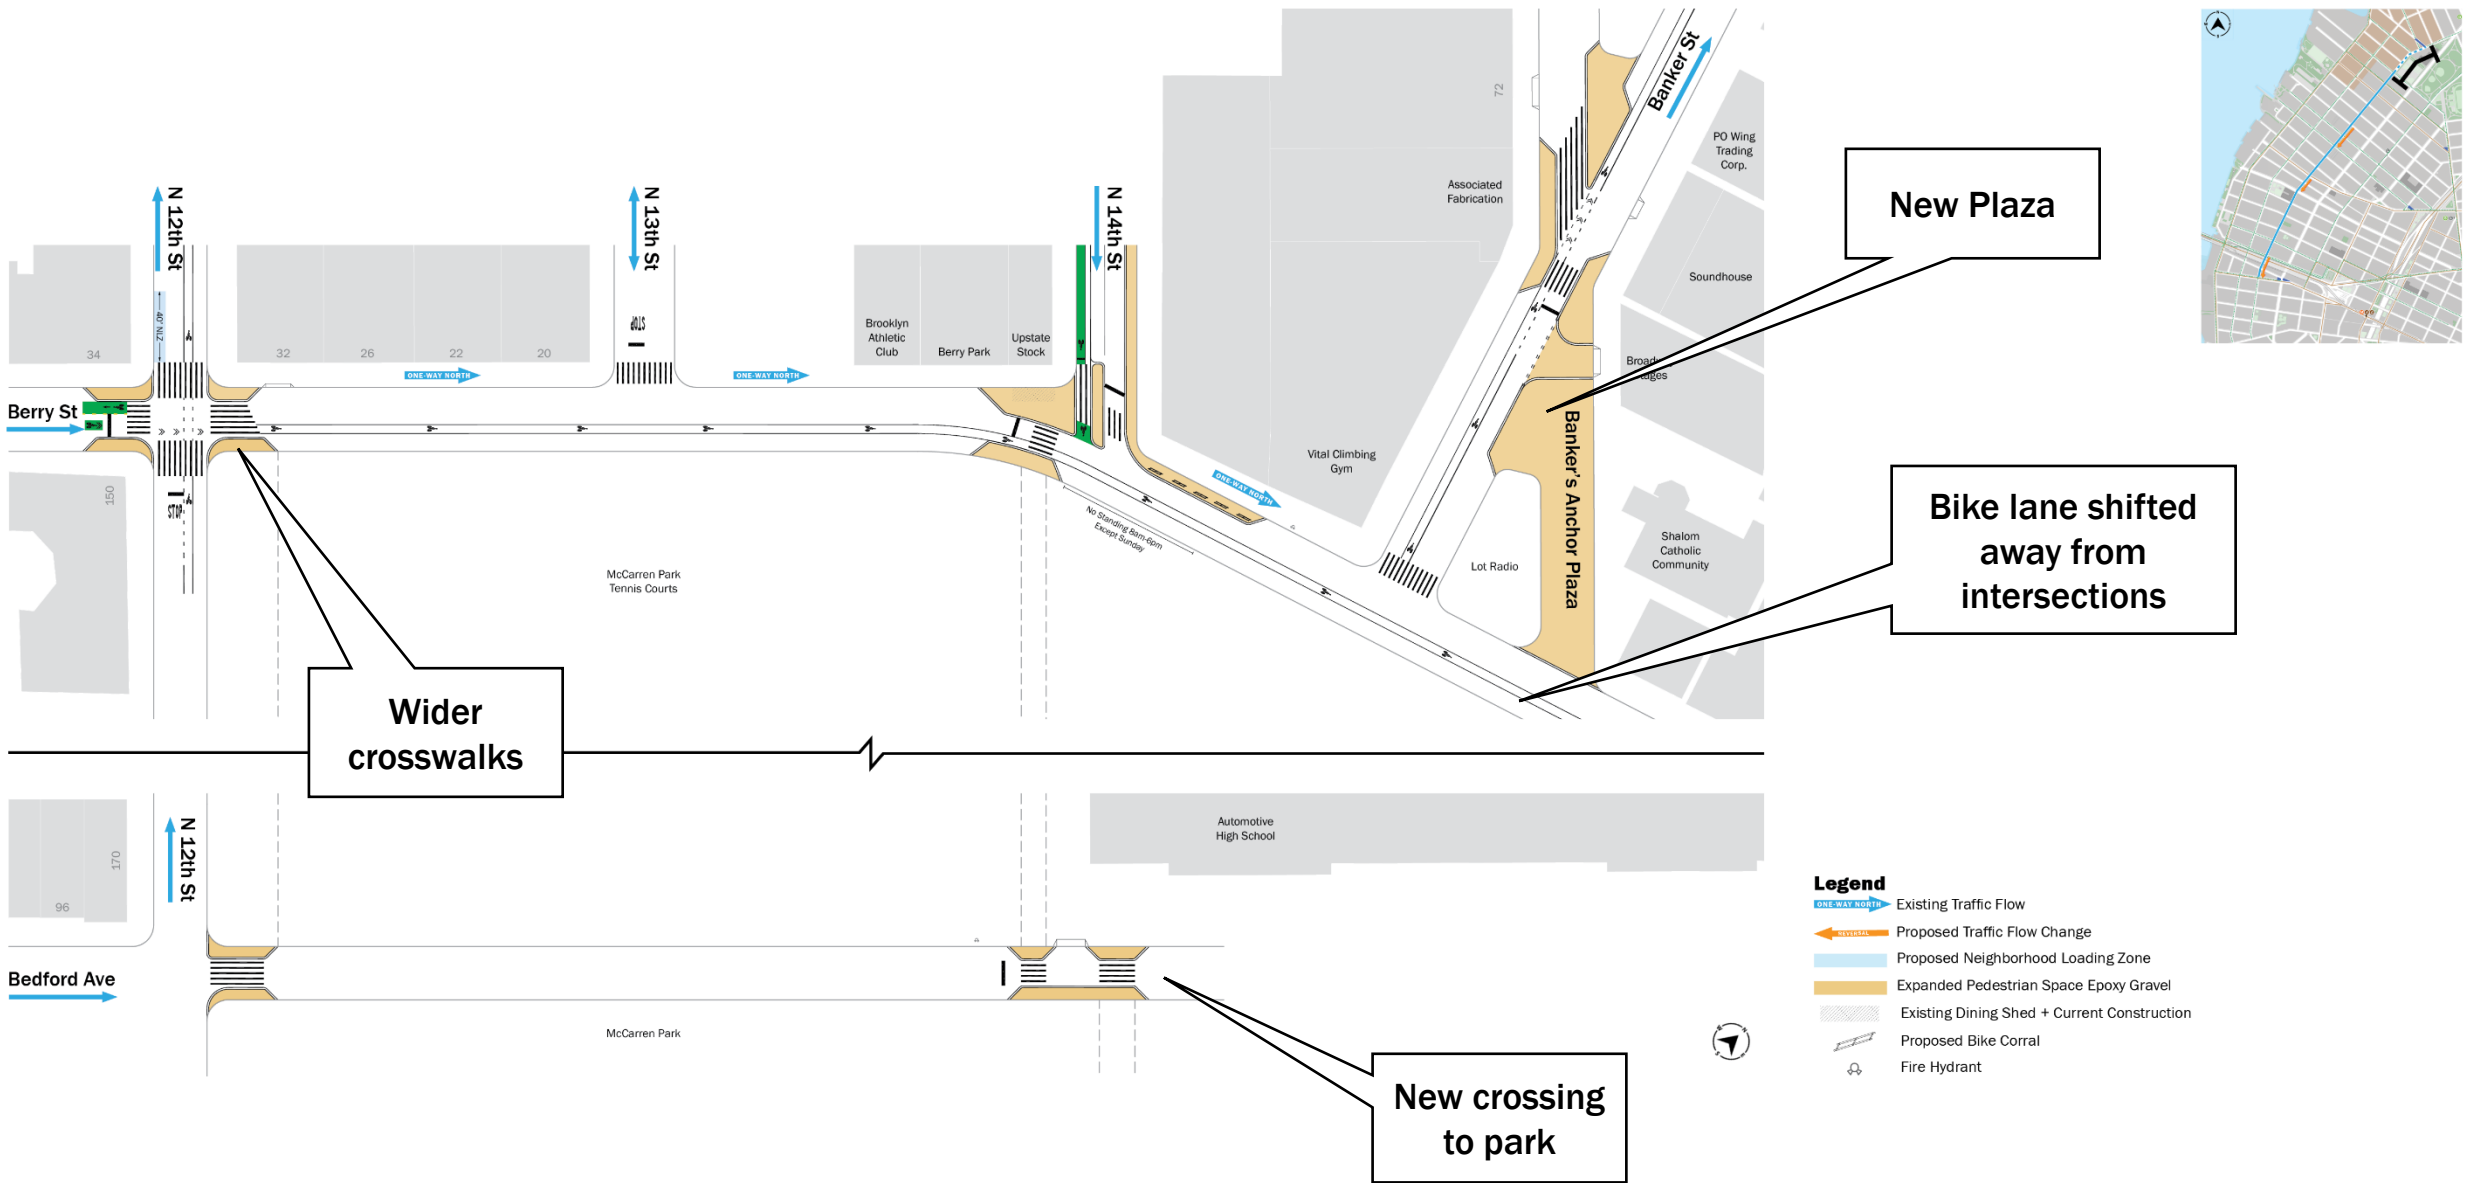 Banker St
72
PO Wing
Trading
Corp.
New Plaza
Associated
Fabrication
Soundhouse
N 12th St
N 13th St
N 14th St
40' NLZ
STOP
34
32
26
22
20
Brooklyn
Athletic
Club
Berry Park
Upstate
Stock
ONE-WAY NORTH
ONE-WAY NORTH
Berry St
Vital Climbing
Gym
ONE-WAY NORTH
Banker's Anchor Plaza
150
STOP
No Standing 8am-6pm
Except Sunday
Bike lane shifted
away from
intersections
Shalom
Catholic
Community
Lot Radio
McCarren Park
Tennis Courts
Wider
crosswalks
Automotive
High School
N 12th St
170
96
Bedford Ave
McCarren Park
New crossing
to park
Legend
ONE-WAY NORTH Existing Traffic Flow
REVERSAL Proposed Traffic Flow Change
Proposed Neighborhood Loading Zone
Expanded Pedestrian Space Epoxy Gravel
Existing Dining Shed + Current Construction
Proposed Bike Corral
Fire Hydrant